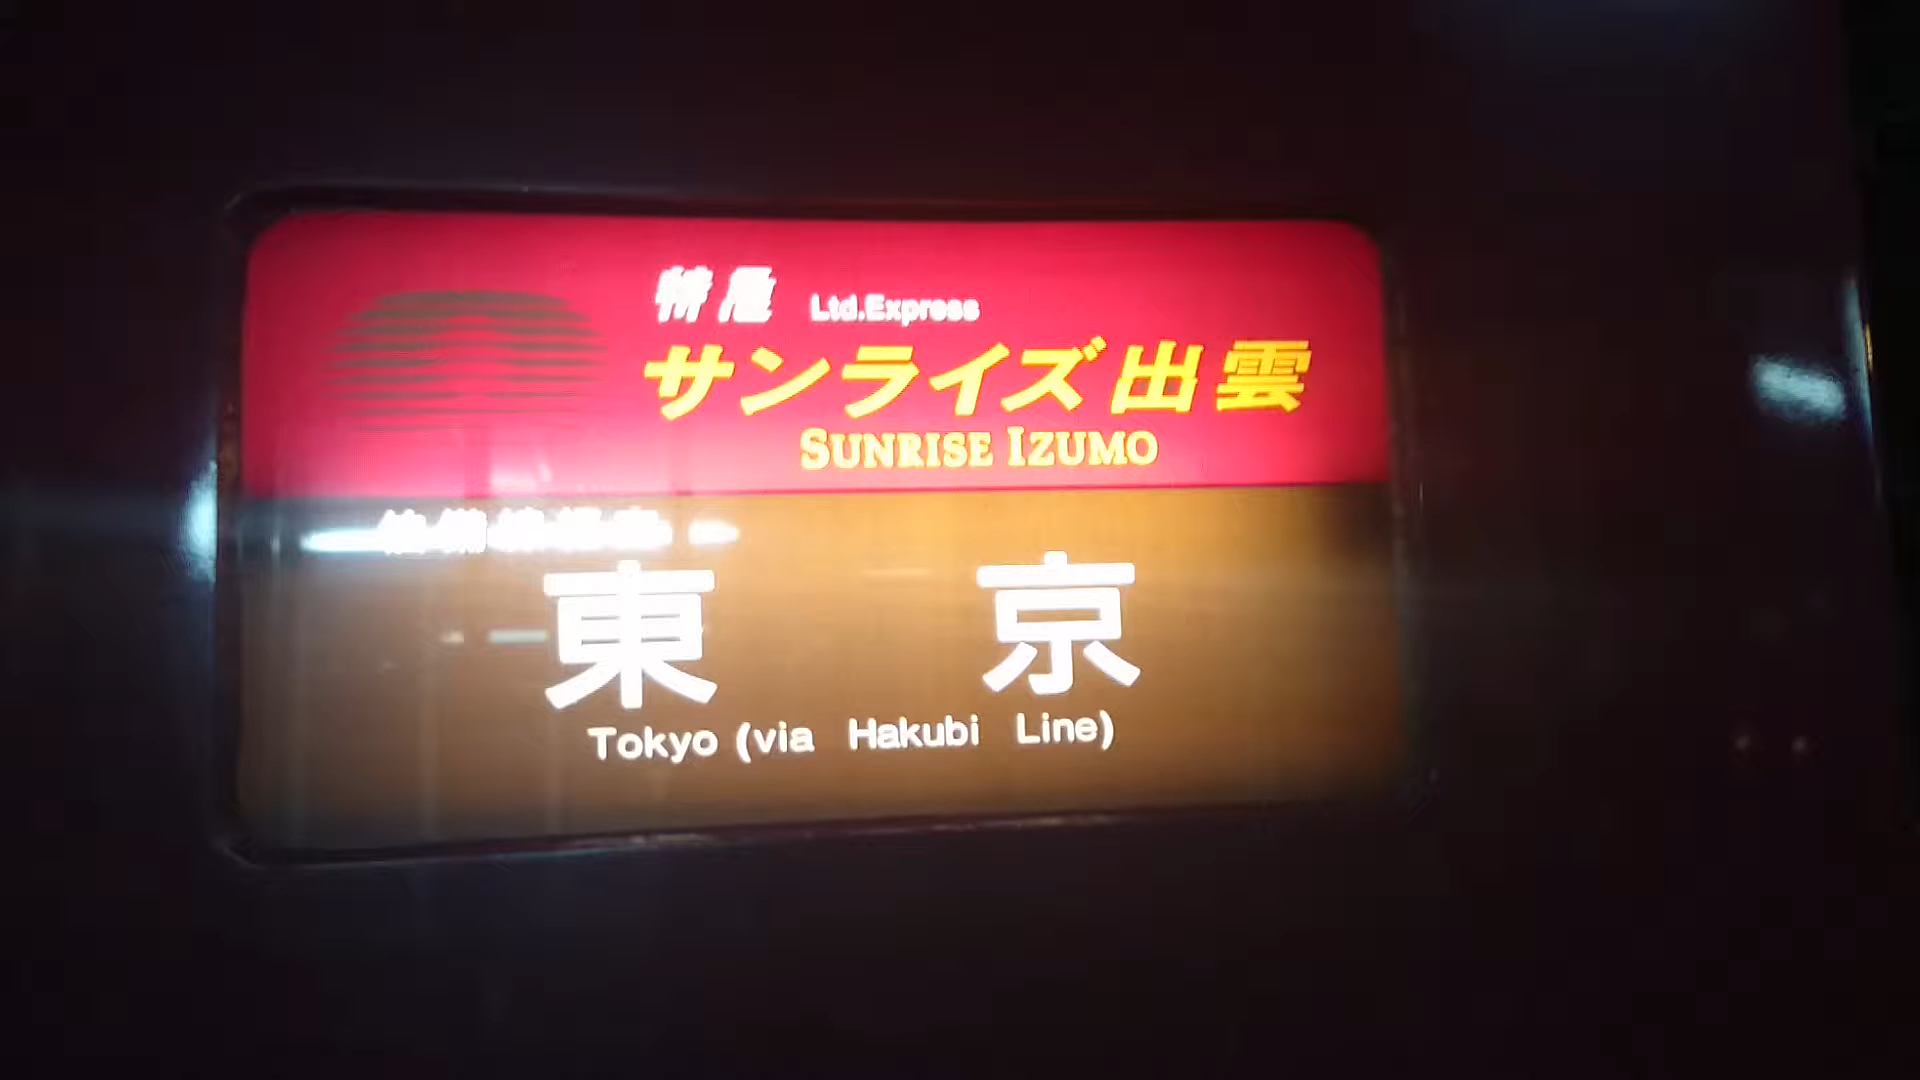 特急 Ltd.Express
サンライズ出雲
SUNRISE IZUMO
東京
Tokyo (via Hakubi Line)